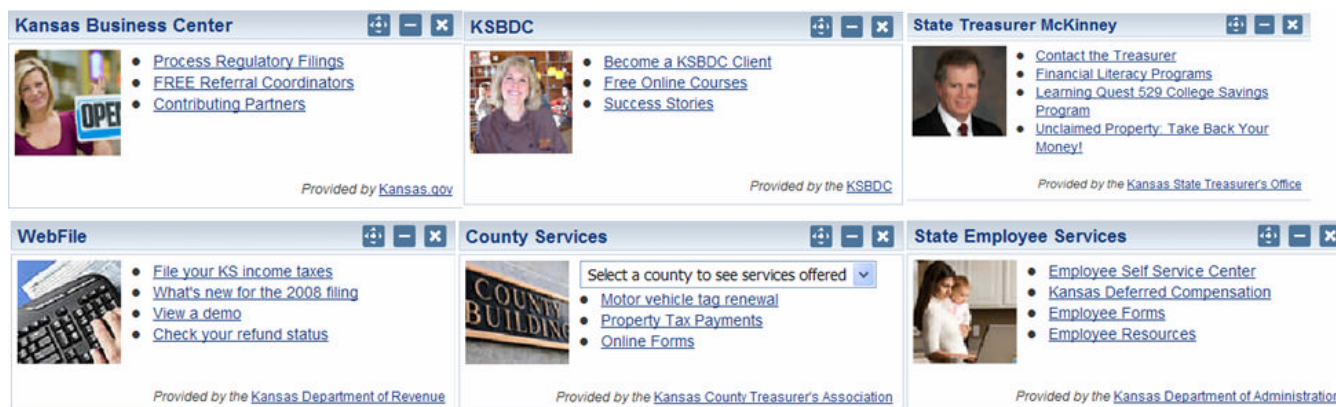 Kansas Business Center
Process Regulatory Filings
FREE Referral Coordinators
Contributing Partners
OPE
Provided by Kansas.gov
KSBDC
Become a KSBDC Client
Free Online Courses
Success Stories
Provided by the KSBDC
State Treasurer McKinney
Contact the Treasurer
Financial Literacy Programs
Learning Quest 529 College Savings
Program
Unclaimed Property: Take Back Your
Money!
Provided by the Kansas State Treasurer's Office
WebFile
File your KS income taxes
What's new for the 2008 filing
View a demo
Check your refund status
Provided by the Kansas Department of Revenue
County Services
COUNTY
BUILDING
Select a county to see services offered
Motor vehicle tag renewal
Property Tax Payments
Online Forms
Provided by the Kansas County Treasurer's Association
State Employee Services
Employee Self Service Center
Kansas Deferred Compensation
Employee Forms
Employee Resources
Provided by the Kansas Department of Administration